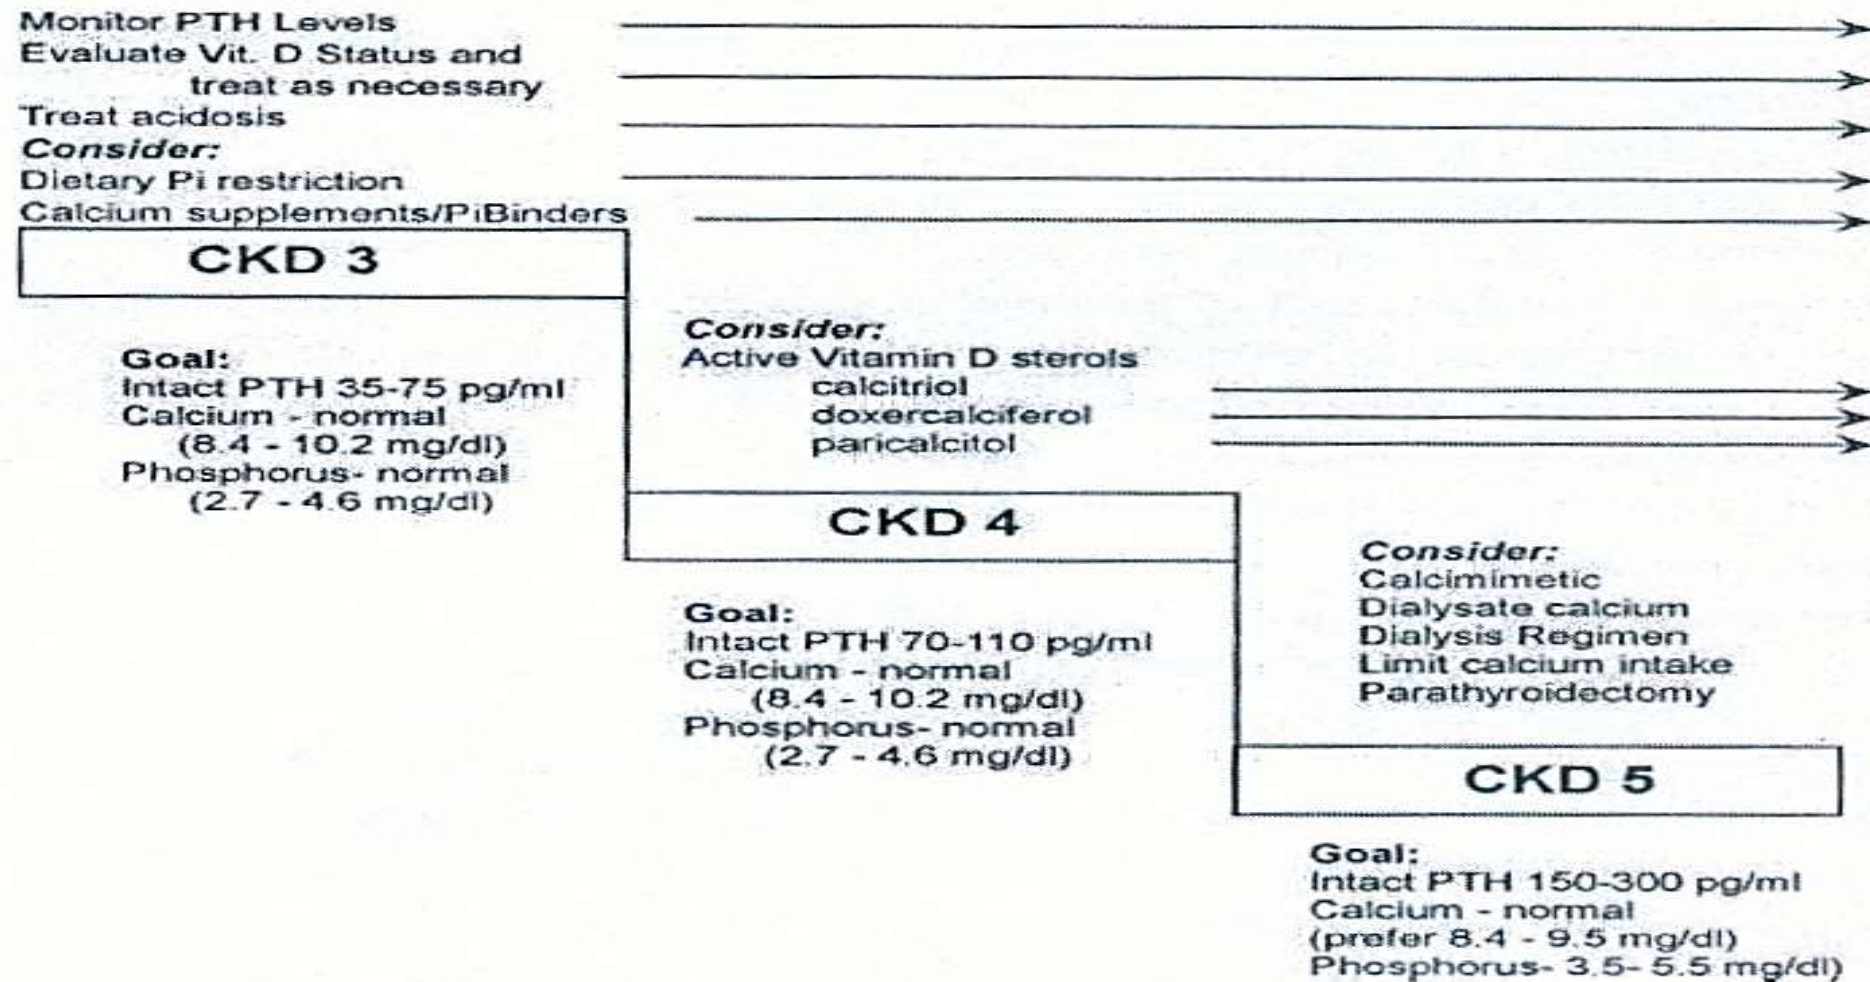 Monitor PTH Levels
Evaluate Vit. D Status and
treat as necessary
Treat acidosis
Consider:
Dietary Pi restriction
Calcium supplements/PiBinders
CKD 3
Goal:
Intact PTH 35-75 pg/ml
Calcium - normal
(8.4 - 10.2 mg/dl)
Phosphorus- normal
(2.7 - 4.6 mg/dl)
Consider:
Active Vitamin D sterols
calcitriol
doxercalciferol
paricalcitol
CKD 4
Goal:
Intact PTH 70-110 pg/ml
Calcium - normal
(8.4 - 10.2 mg/dl)
Phosphorus- normal
(2.7 - 4.6 mg/dl)
Consider:
Calcimimetic
Dialysate calcium
Dialysis Regimen
Limit calcium intake
Parathyroidectomy
CKD 5
Goal:
Intact PTH 150-300 pg/ml
Calcium - normal
(prefer 8.4 - 9.5 mg/dl)
Phosphorus- 3.5- 5.5 mg/dl)